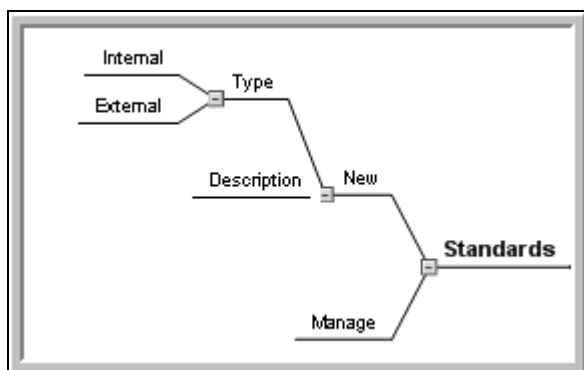 Internal
Type
External
Description
New
Standards
Manage